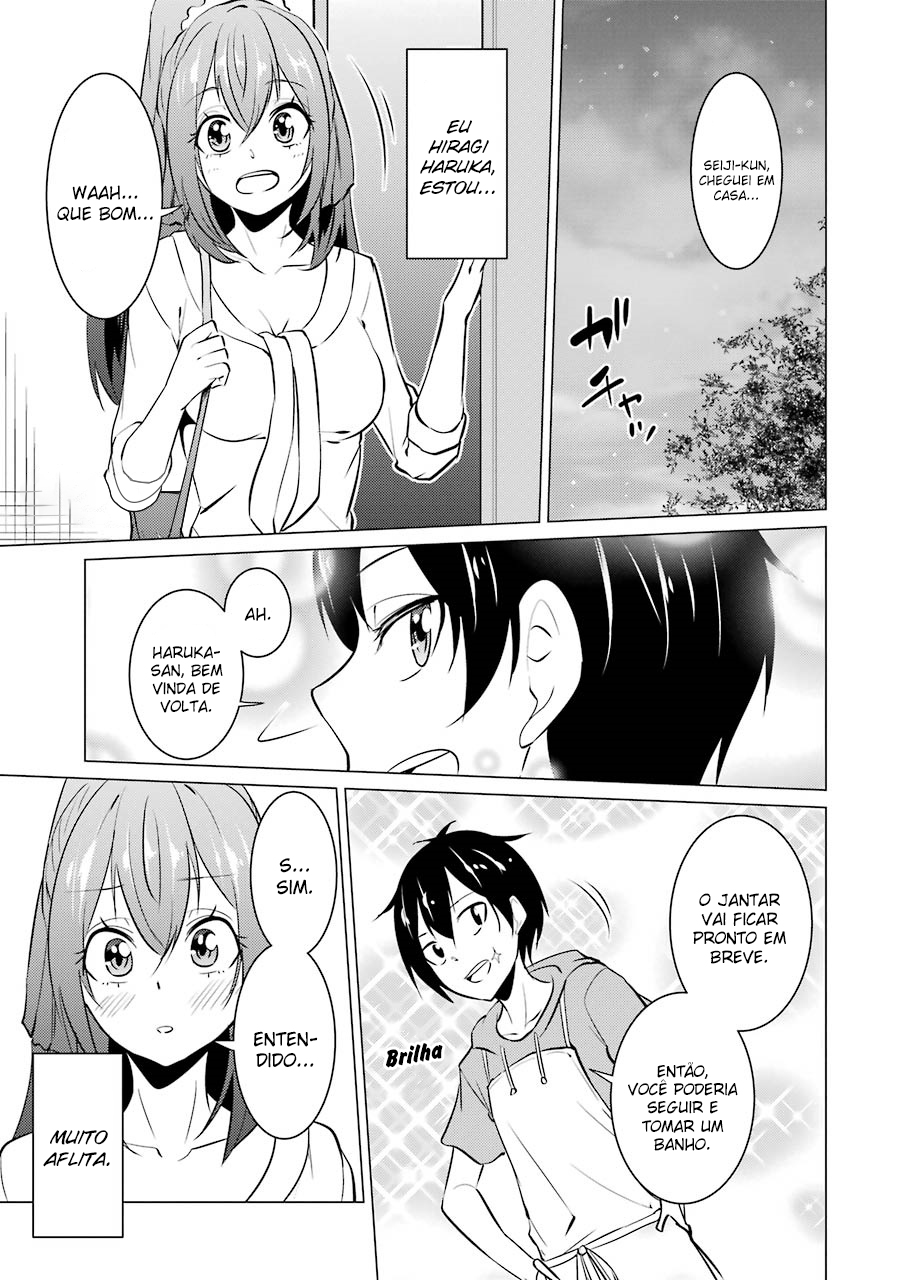 SEIJI-KUN,
CHEGUEI EM
CASA...
ガチャッ
EU
HIRAGI
HARUKA,
ESTOU...
WAAH...
QUE BOM...
AH.
HARUKA-
SAN, BEM
VINDA DE
VOLTA.
O JANTAR
VAI FICAR
PRONTO EM
BREVE.
ENTÃO,
VOCÊ PODERIA
SEGUIR E
TOMAR UM
BANHO.
Brilha
S...
SIM.
ENTEN-
DIDO...
MUITO
AFLITA.